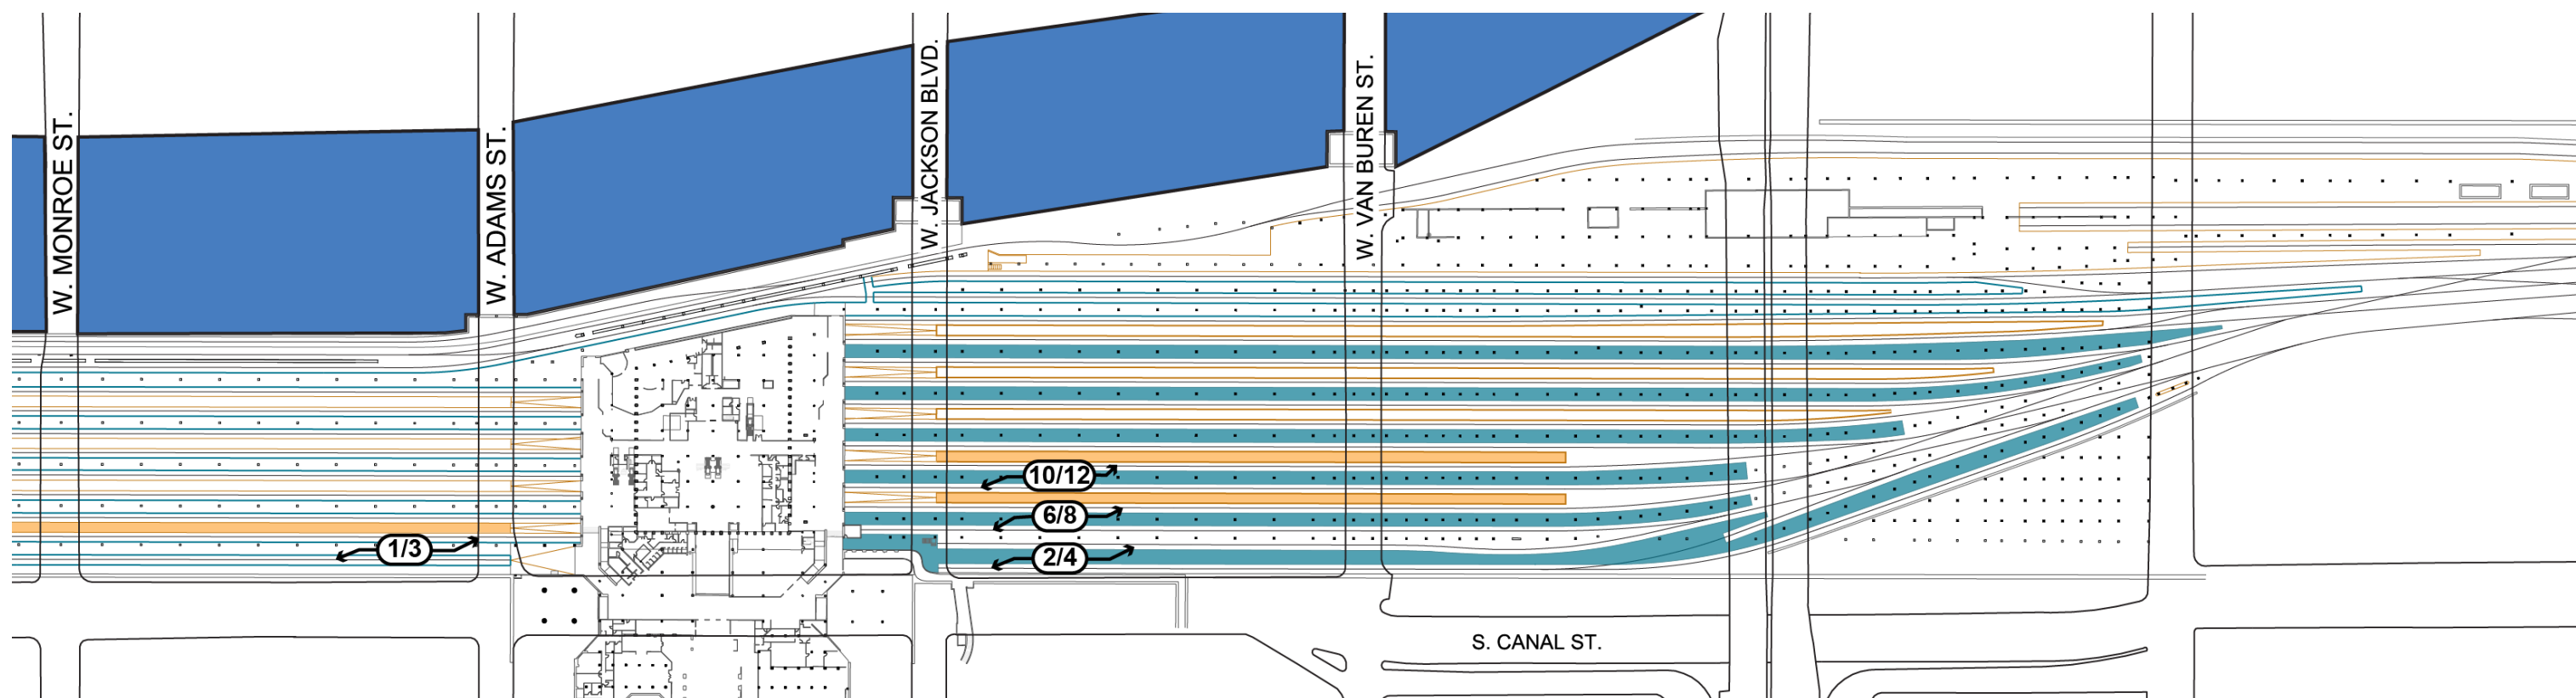 W. MONROE ST.
W. ADAMS ST.
W. JACKSON BLVD.
W. VAN BUREN ST.
10/12
6/8
1/3
2/4
S. CANAL ST.